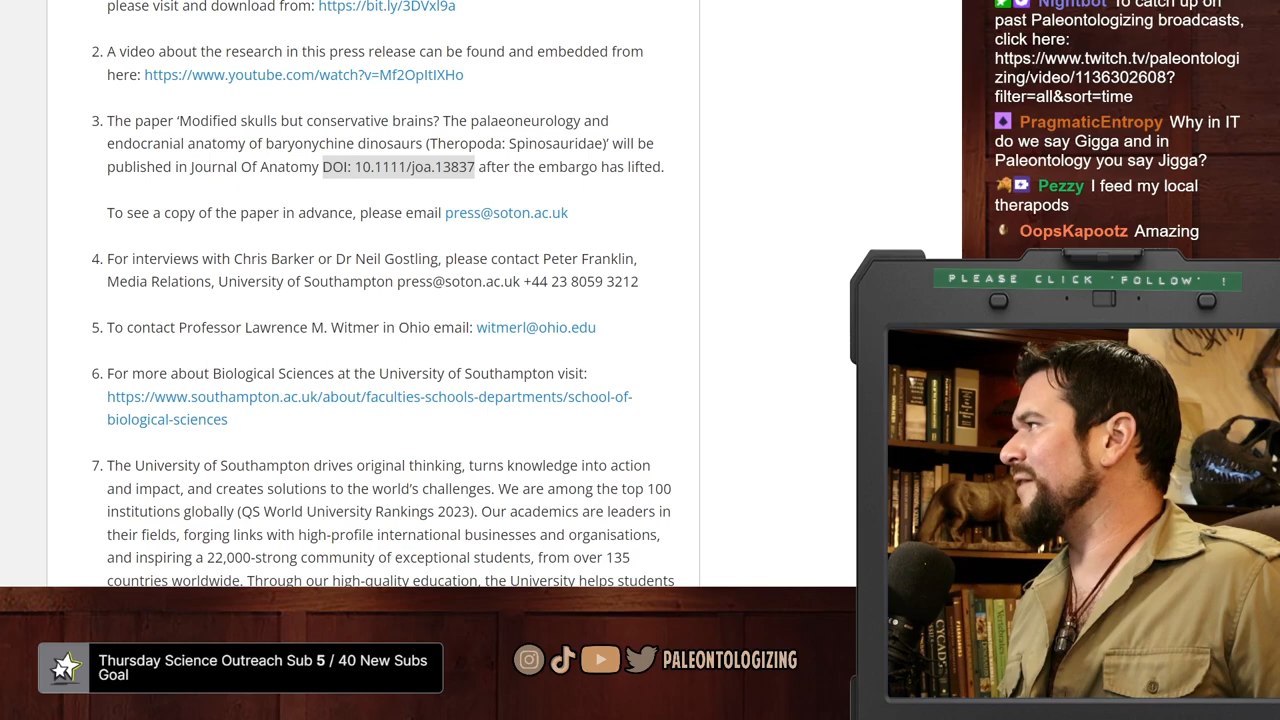 please visit and download from: https://bit.ly/3DVxl9a
2. A video about the research in this press release can be found and embedded from
here: https://www.youtube.com/watch?v=Mf2OpItIXHo
3. The paper ‘Modified skulls but conservative brains? The palaeoneurology and
endocranial anatomy of baryonychine dinosaurs (Theropoda: Spinosauridae)’ will be
published in Journal Of Anatomy DOI: 10.1111/joa.13837 after the embargo has lifted.
To see a copy of the paper in advance, please email press@soton.ac.uk
4. For interviews with Chris Barker or Dr Neil Gostling, please contact Peter Franklin,
Media Relations, University of Southampton press@soton.ac.uk +44 23 8059 3212
5. To contact Professor Lawrence M. Witmer in Ohio email: witmerl@ohio.edu
6. For more about Biological Sciences at the University of Southampton visit:
https://www.southampton.ac.uk/about/faculties-schools-departments/school-of-
biological-sciences
7. The University of Southampton drives original thinking, turns knowledge into action
and impact, and creates solutions to the world’s challenges. We are among the top 100
institutions globally (QS World University Rankings 2023). Our academics are leaders in
their fields, forging links with high-profile international businesses and organisations,
and inspiring a 22,000-strong community of exceptional students, from over 135
countries worldwide. Through our high-quality education, the University helps students
Nightbot To catch up on
past Paleontologizing broadcasts,
click here:
https://www.twitch.tv/paleontologi
zing/video/1136302608?
filter=all&sort=time
PragmaticEntropy Why in IT
do we say Gigga and in
Paleontology you say Jigga?
Pezzy I feed my local
therapods
OopsKapootz Amazing
PLEASE CLICK "FOLLOW" !
CYCAD
Vertebrates
Thursday Science Outreach Sub 5 / 40 New Subs
Goal
PALEONTOLOGIZING